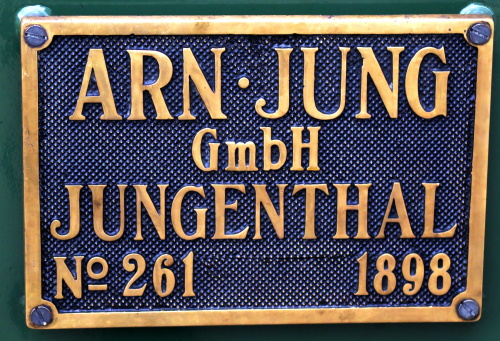 ARN·JUNG
GmbH
JUNGENTHAL
Nº 261 1898